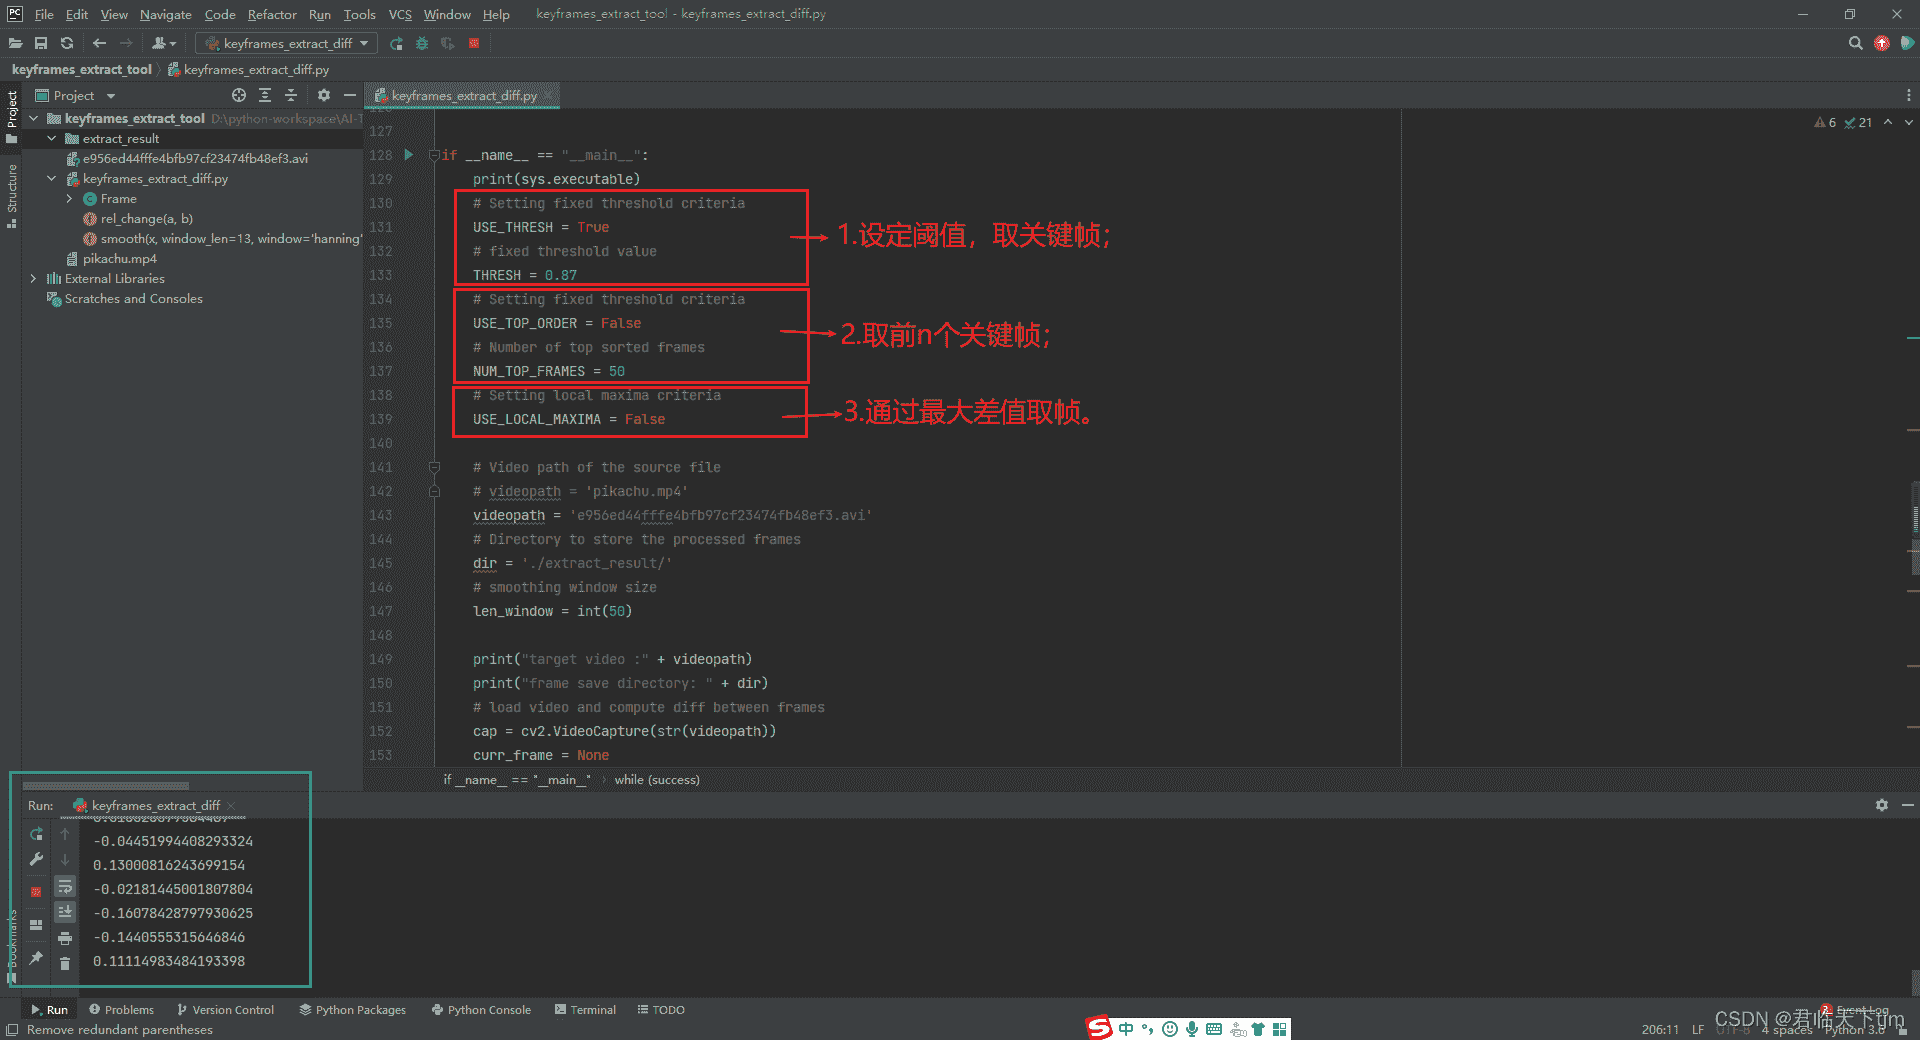 File Edit View Navigate Code Refactor Run Tools VCS Window Help keyframes_extract_tool - keyframes_extract_diff.py
keyframes_extract_diff
keyframes_extract_tool keyframes_extract_diff.py
Project
keyframes_extract_diff.py
Project
Structure
keyframes_extract_tool D:\python-workspace\AI-T
extract_result
e956ed44fffe4bfb97cf23474fb48ef3.avi
keyframes_extract_diff.py
Frame
rel_change(a, b)
smooth(x, window_len=13, window='hanning'
pikachu.mp4
External Libraries
Scratches and Consoles
6 21
127
128 if __name__ == "__main__":
129 print(sys.executable)
130 # Setting fixed threshold criteria
131 USE_THRESH = True
132 # fixed threshold value
133 THRESH = 0.87
1.设定阈值，取关键帧；
134 # Setting fixed threshold criteria
135 USE_TOP_ORDER = False
136 # Number of top sorted frames
137 NUM_TOP_FRAMES = 50
2.取前n个关键帧；
138 # Setting local maxima criteria
139 USE_LOCAL_MAXIMA = False
3.通过最大差值取帧。
140
141 # Video path of the source file
142 # videopath = 'pikachu.mp4'
143 videopath = 'e956ed44fffe4bfb97cf23474fb48ef3.avi'
144 # Directory to store the processed frames
145 dir = './extract_result/'
146 # smoothing window size
147 len_window = int(50)
148
149 print("target video :" + videopath)
150 print("frame save directory: " + dir)
151 # load video and compute diff between frames
152 cap = cv2.VideoCapture(str(videopath))
153 curr_frame = None
if __name__ == "__main__" › while (success)
Run: keyframes_extract_diff
-0.04451994408293324
0.13000816243699154
-0.02181445001807804
-0.16078428797930625
-0.1440555315646846
0.11114983484193398
Bookmarks
Run Problems Version Control Python Packages Python Console Terminal TODO 2 Event Log
Remove redundant parentheses
中
206:11 LF UTF-8 4 spaces Python 3.6
CSDN @君临天下tjm